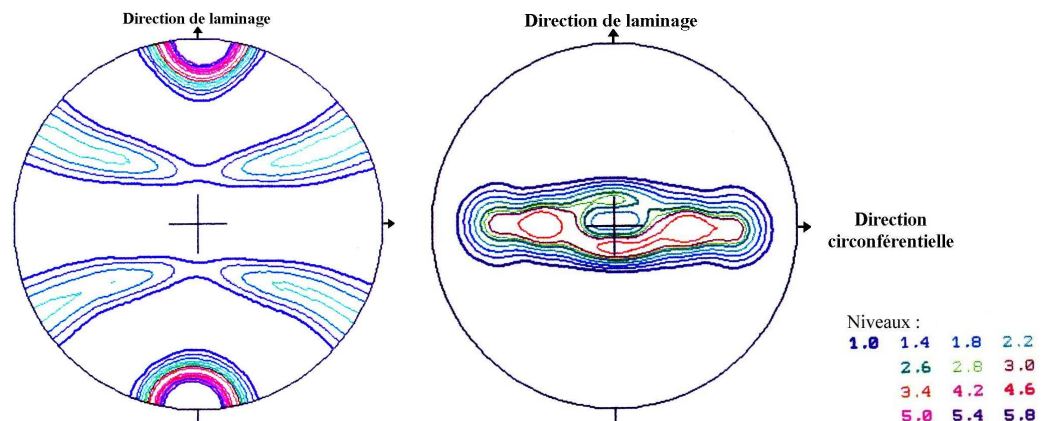 Direction de laminage
Direction de laminage
Direction
circonférentielle
Niveaux :
1.0 1.4 1.8 2.2
2.6 2.8 3.0
3.4 4.2 4.6
5.0 5.4 5.8